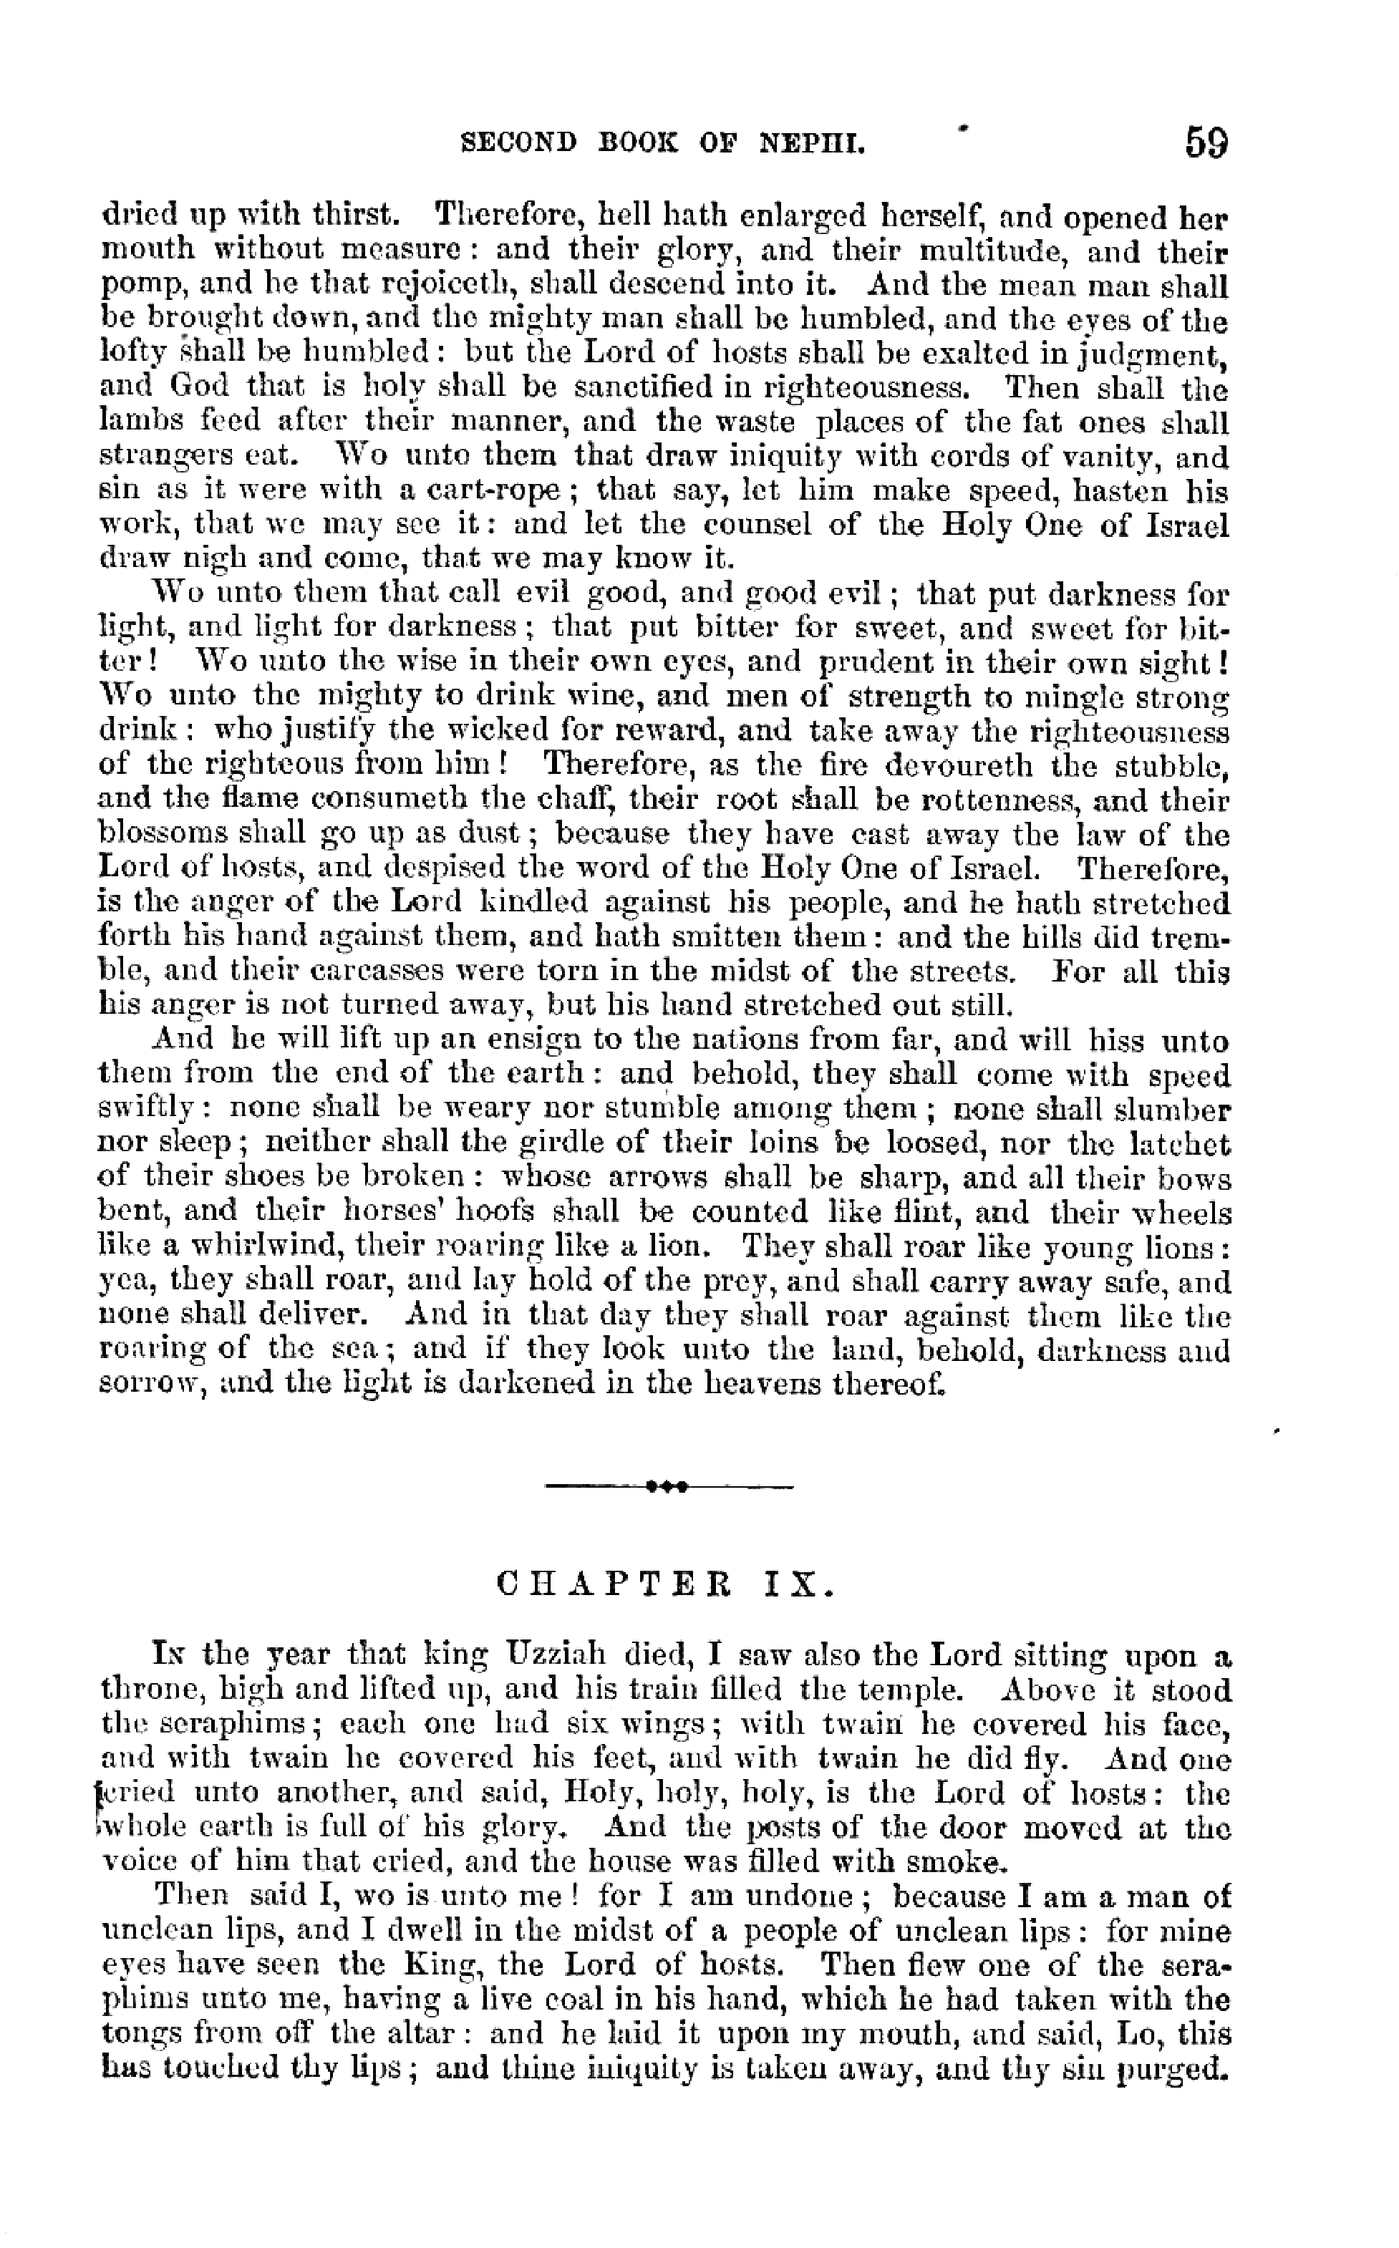 SECOND BOOK OF NEPHI. 59
dried up with thirst. Therefore, hell hath enlarged herself, and opened her
mouth without measure : and their glory, and their multitude, and their
pomp, and he that rejoiceth, shall descend into it. And the mean man shall
be brought down, and the mighty man shall be humbled, and the eyes of the
lofty shall be humbled : but the Lord of hosts shall be exalted in judgment,
and God that is holy shall be sanctified in righteousness. Then shall the
lambs feed after their manner, and the waste places of the fat ones shall
strangers eat. Wo unto them that draw iniquity with cords of vanity, and
sin as it were with a cart-rope ; that say, let him make speed, hasten his
work, that we may see it : and let the counsel of the Holy One of Israel
draw nigh and come, that we may know it.
Wo unto them that call evil good, and good evil ; that put darkness for
light, and light for darkness ; that put bitter for sweet, and sweet for bit-
ter ! Wo unto the wise in their own eyes, and prudent in their own sight !
Wo unto the mighty to drink wine, and men of strength to mingle strong
drink : who justify the wicked for reward, and take away the righteousness
of the righteous from him ! Therefore, as the fire devoureth the stubble,
and the flame consumeth the chaff, their root shall be rottenness, and their
blossoms shall go up as dust ; because they have cast away the law of the
Lord of hosts, and despised the word of the Holy One of Israel. Therefore,
is the anger of the Lord kindled against his people, and he hath stretched
forth his hand against them, and hath smitten them : and the hills did trem-
ble, and their carcasses were torn in the midst of the streets. For all this
his anger is not turned away, but his hand stretched out still.
And he will lift up an ensign to the nations from far, and will hiss unto
them from the end of the earth : and behold, they shall come with speed
swiftly : none shall be weary nor stumble among them ; none shall slumber
nor sleep ; neither shall the girdle of their loins be loosed, nor the latchet
of their shoes be broken : whose arrows shall be sharp, and all their bows
bent, and their horses' hoofs shall be counted like flint, and their wheels
like a whirlwind, their roaring like a lion. They shall roar like young lions :
yea, they shall roar, and lay hold of the prey, and shall carry away safe, and
none shall deliver. And in that day they shall roar against them like the
roaring of the sea ; and if they look unto the land, behold, darkness and
sorrow, and the light is darkened in the heavens thereof.
CHAPTER IX.
In the year that king Uzziah died, I saw also the Lord sitting upon a
throne, high and lifted up, and his train filled the temple. Above it stood
the seraphims ; each one had six wings ; with twain he covered his face,
and with twain he covered his feet, and with twain he did fly. And one
cried unto another, and said, Holy, holy, holy, is the Lord of hosts : the
whole earth is full of his glory. And the posts of the door moved at the
voice of him that cried, and the house was filled with smoke.
Then said I, wo is unto me ! for I am undone ; because I am a man of
unclean lips, and I dwell in the midst of a people of unclean lips : for mine
eyes have seen the King, the Lord of hosts. Then flew one of the sera-
phims unto me, having a live coal in his hand, which he had taken with the
tongs from off the altar : and he laid it upon my mouth, and said, Lo, this
has touched thy lips ; and thine iniquity is taken away, and thy sin purged.